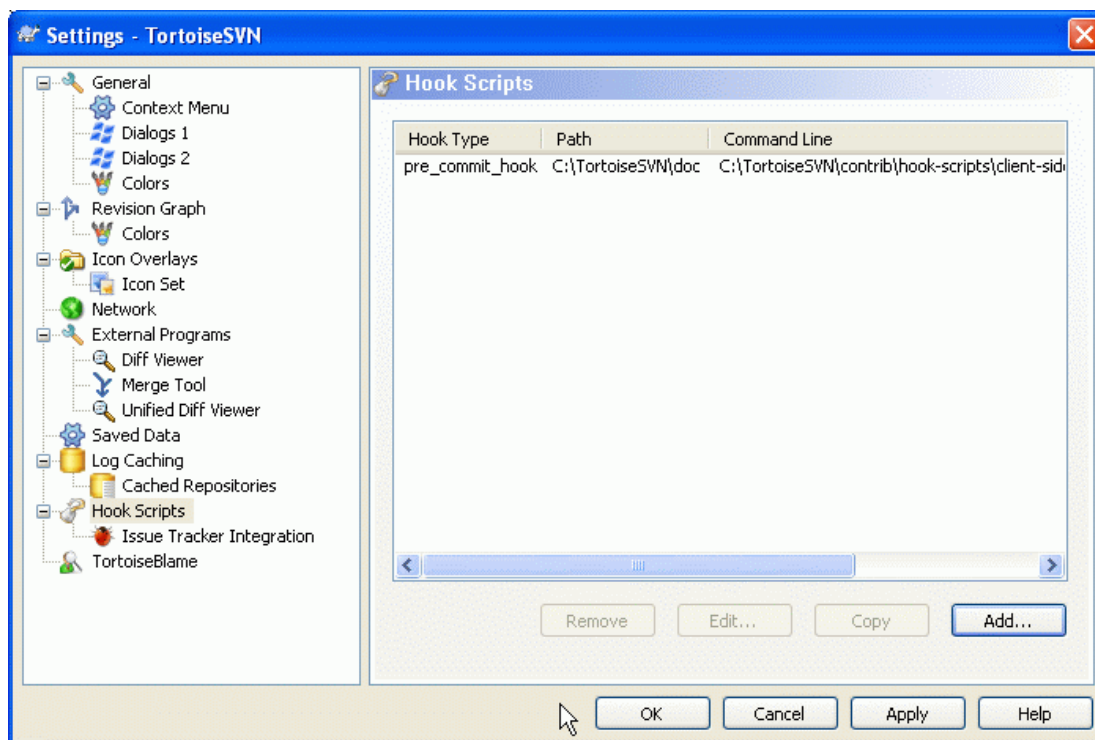 Settings - TortoiseSVN
General
Context Menu
Dialogs 1
Dialogs 2
Colors
Revision Graph
Colors
Icon Overlays
Icon Set
Network
External Programs
Diff Viewer
Merge Tool
Unified Diff Viewer
Saved Data
Log Caching
Cached Repositories
Hook Scripts
Issue Tracker Integration
TortoiseBlame
Hook Scripts
Hook Type Path Command Line
pre_commit_hook C:\TortoiseSVN\doc C:\TortoiseSVN\contrib\hook-scripts\client-sid
Remove Edit... Copy Add...
OK Cancel Apply Help